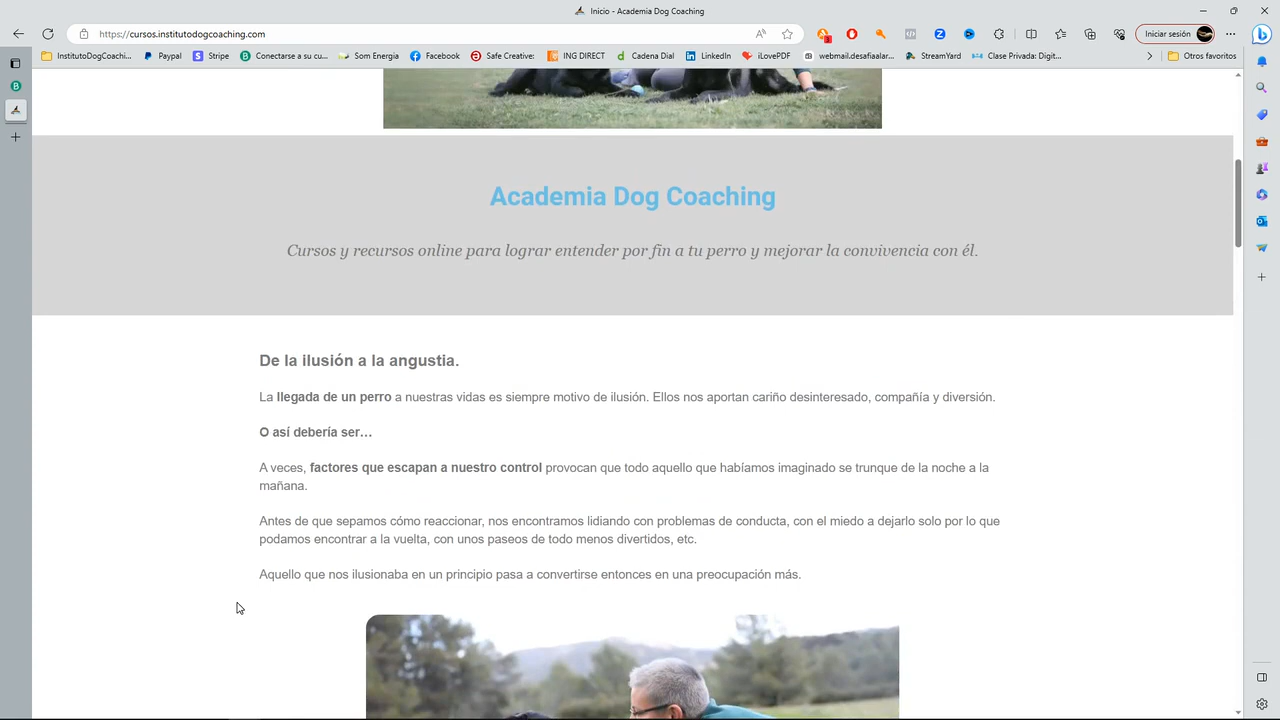 Inicio - Academia Dog Coaching
https://cursos.institutodogcoaching.com
Iniciar sesión
InstitutoDogCoachi...
Paypal
Stripe
Conectarse a su cu...
Som Energia
Facebook
Safe Creative:
ING DIRECT
Cadena Dial
LinkedIn
iLovePDF
webmail.desafiaalar...
StreamYard
Clase Privada: Digit...
Otros favoritos
Academia Dog Coaching
Cursos y recursos online para lograr entender por fin a tu perro y mejorar la convivencia con él.
De la ilusión a la angustia.
La llegada de un perro a nuestras vidas es siempre motivo de ilusión. Ellos nos aportan cariño desinteresado, compañía y diversión.
O así debería ser…
A veces, factores que escapan a nuestro control provocan que todo aquello que habíamos imaginado se trunque de la noche a la
mañana.
Antes de que sepamos cómo reaccionar, nos encontramos lidiando con problemas de conducta, con el miedo a dejarlo solo por lo que
podamos encontrar a la vuelta, con unos paseos de todo menos divertidos, etc.
Aquello que nos ilusionaba en un principio pasa a convertirse entonces en una preocupación más.